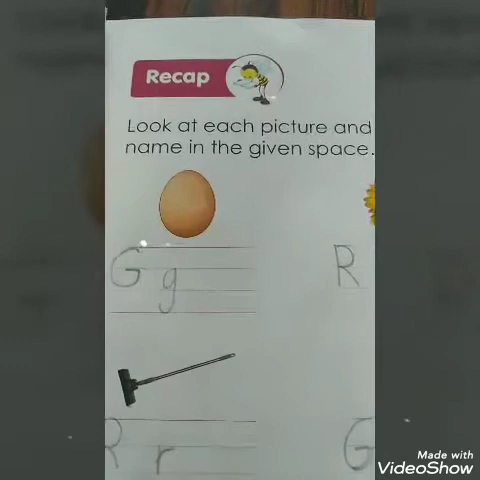 Recap
Look at each picture and
name in the given space.
G g
R
R r
G
Made with
VideoShow